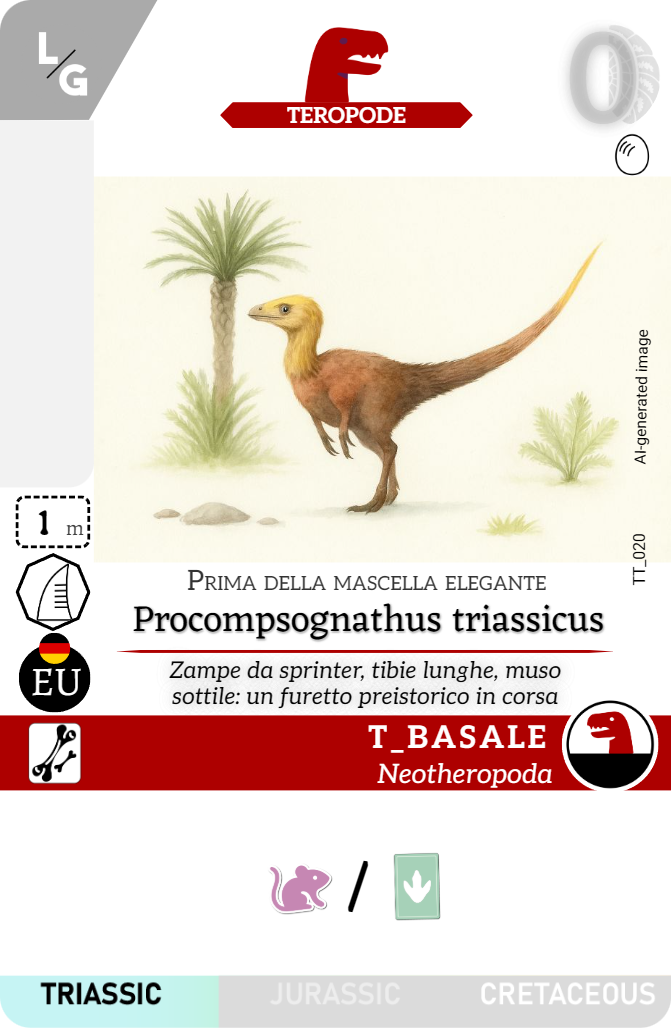 L/G
TEROPODE
0
AI-generated image
TT_020
1 m
PRIMA DELLA MASCELLA ELEGANTE
Procompsognathus triassicus
EU
Zampe da sprinter, tibie lunghe, muso
sottile: un furetto preistorico in corsa
T_BASALE
Neotheropoda
/
TRIASSIC JURASSIC CRETACEOUS